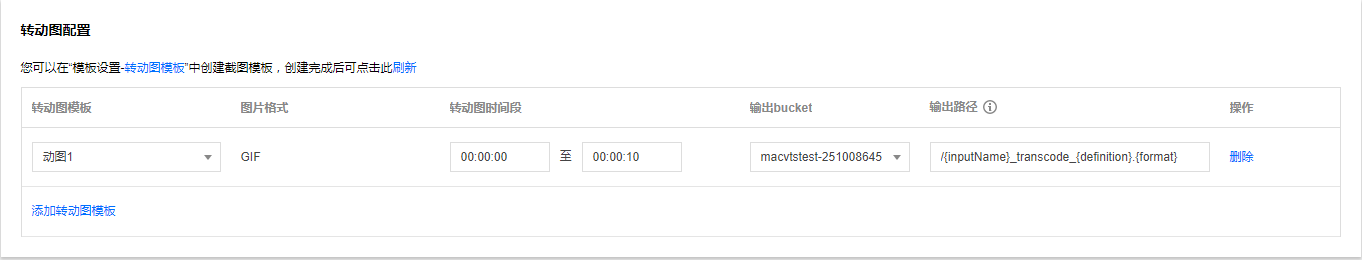 转动图配置
您可以在“模板设置-转动图模板”中创建截图模板，创建完成后可点击此刷新
转动图模板 图片格式 转动图时间段 输出bucket 输出路径 操作
动图1 GIF 00:00:00 至 00:00:10 macvtstest-251008645 /{inputName}_transcode_{definition}.{format} 删除
添加转动图模板